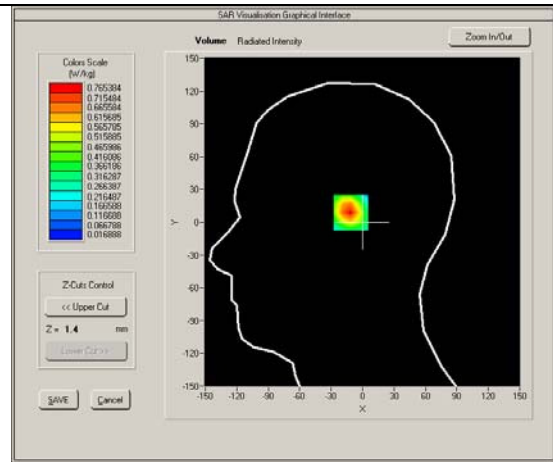 SAR Visualisation Graphical Interface
Volume Radiated Intensity
Zoom In/Out
Colors Scale
(W/kg)
0.765384
0.715484
0.665584
0.615685
0.565785
0.515885
0.465986
0.416086
0.366186
0.316287
0.266387
0.216487
0.166588
0.116688
0.066788
0.016888
Z-Cuts Control
<< Upper Cut
Z = 1.4 mm
Lower Cut >>
SAVE Cancel
150
120
90
60
30
0
-30
-60
-90
-120
-150
Y
-150 -120 -90 -60 -30 0 30 60 90 120 150
X